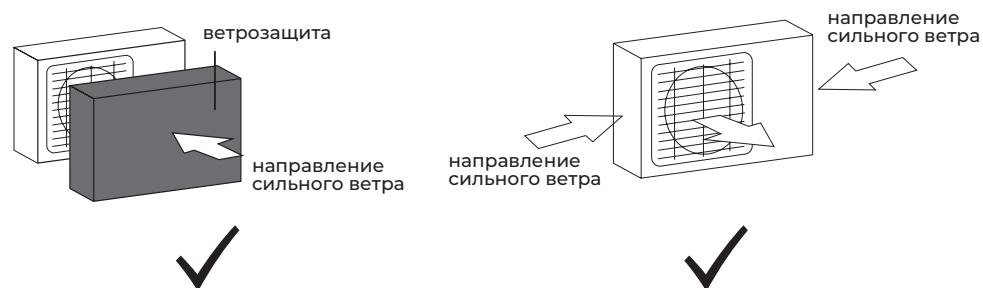 ветрозащита
направление
сильного ветра
направление
сильного ветра
направление
сильного ветра